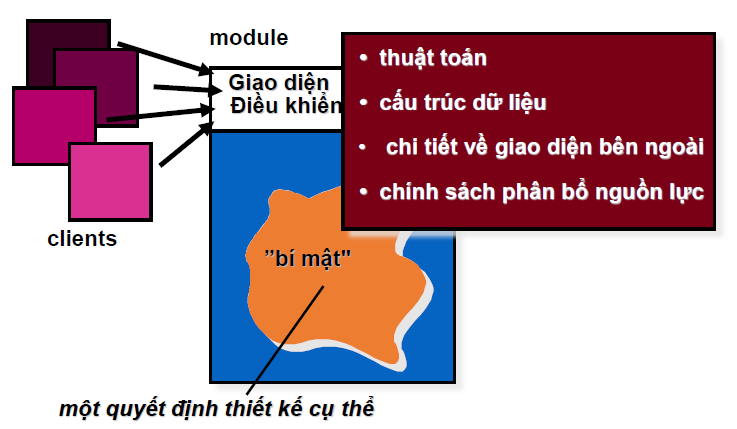 module
Giao diện
Điều khiển
• thuật toán
• cấu trúc dữ liệu
• chi tiết về giao diện bên ngoài
• chính sách phân bổ nguồn lực
clients
”bí mật"
một quyết định thiết kế cụ thể